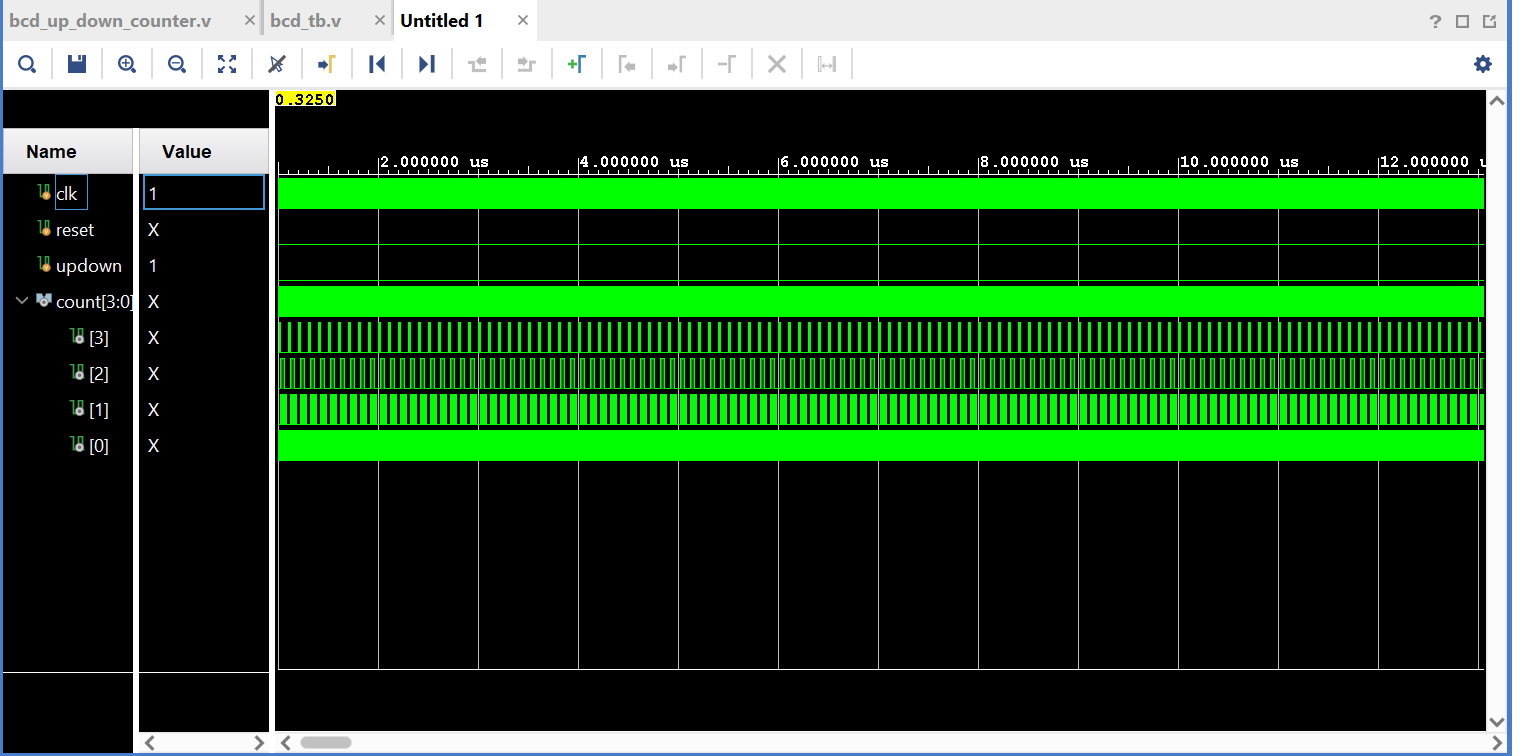 bcd_up_down_counter.v × bcd_tb.v × Untitled 1 ×
0.3250
Name Value
2.000000 us 4.000000 us 6.000000 us 8.000000 us 10.000000 us 12.000000 u
clk 1
reset X
updown 1
count[3:0] X
[3] X
[2] X
[1] X
[0] X